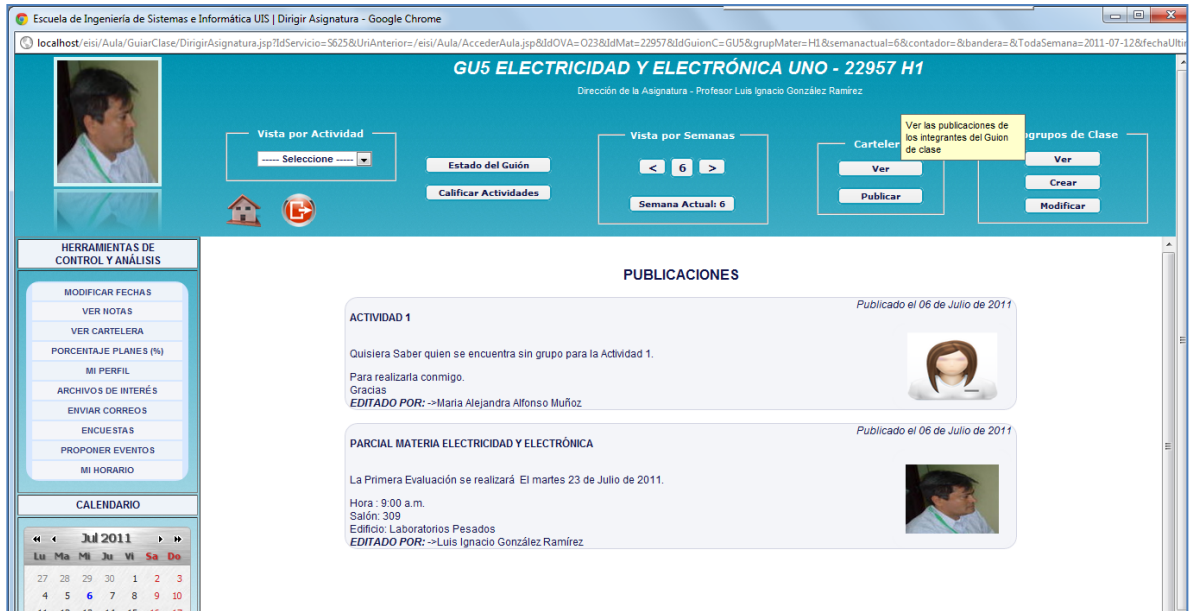 Escuela de Ingeniería de Sistemas e Informática UIS | Dirigir Asignatura - Google Chrome
localhost/eisi/Aula/GuiarClase/DirigirAsignatura.jsp?IdServicio=S625&UriAnterior=/eisi/Aula/AccederAula.jsp&IdOVA=O23&IdMat=22957&IdGuionC=GU5&grupMater=H1&semanactual=6&contador=&bandera=&TodaSemana=2011-07-12&fechaUltir
GU5 ELECTRICIDAD Y ELECTRÓNICA UNO - 22957 H1
Dirección de la Asignatura - Profesor Luis Ignacio González Ramírez
Vista por Actividad
----- Seleccione -----
Estado del Guión
Calificar Actividades
Vista por Semanas
< 6 >
Semana Actual: 6
Carteler
Ver
Publicar
Ver las publicaciones de
los integrantes del Guion
de clase
ogrupos de Clase
Ver
Crear
Modificar
HERRAMIENTAS DE
CONTROL Y ANÁLISIS
MODIFICAR FECHAS
VER NOTAS
VER CARTELERA
PORCENTAJE PLANES (%)
MI PERFIL
ARCHIVOS DE INTERÉS
ENVIAR CORREOS
ENCUESTAS
PROPONER EVENTOS
MI HORARIO
CALENDARIO
Jul 2011
Lu Ma Mi Ju Vi Sa Do
27 28 29 30 1 2 3
4 5 6 7 8 9 10
PUBLICACIONES
Publicado el 06 de Julio de 2011
ACTIVIDAD 1
Quisiera Saber quien se encuentra sin grupo para la Actividad 1.
Para realizarla conmigo.
Gracias
EDITADO POR: ->Maria Alejandra Alfonso Muñoz
Publicado el 06 de Julio de 2011
PARCIAL MATERIA ELECTRICIDAD Y ELECTRÓNICA
La Primera Evaluación se realizará El martes 23 de Julio de 2011.
Hora : 9:00 a.m.
Salón: 309
Edificio: Laboratorios Pesados
EDITADO POR: ->Luis Ignacio González Ramírez